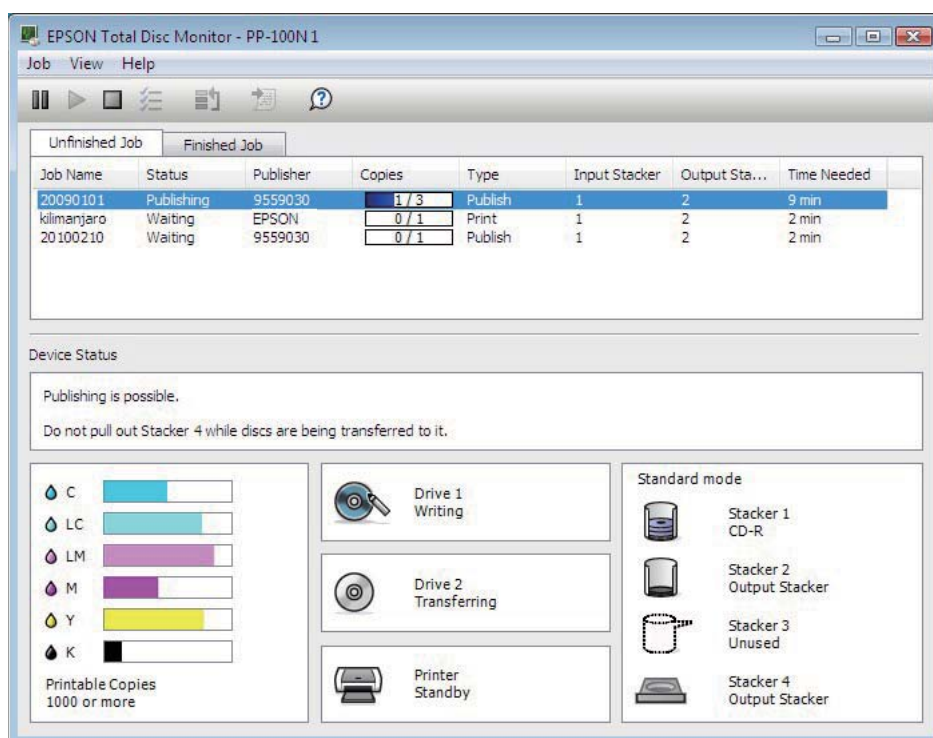 EPSON Total Disc Monitor - PP-100N 1
Job View Help
Unfinished Job Finished Job
Job Name Status Publisher Copies Type Input Stacker Output Sta... Time Needed
20090101 Publishing 9559030 1 / 3 Publish 1 2 9 min
kilimanjaro Waiting EPSON 0 / 1 Print 1 2 2 min
20100210 Waiting 9559030 0 / 1 Publish 1 2 2 min
Device Status
Publishing is possible.
Do not pull out Stacker 4 while discs are being transferred to it.
C
LC
LM
M
Y
K
Printable Copies
1000 or more
Drive 1
Writing
Drive 2
Transferring
Printer
Standby
Standard mode
Stacker 1
CD-R
Stacker 2
Output Stacker
Stacker 3
Unused
Stacker 4
Output Stacker